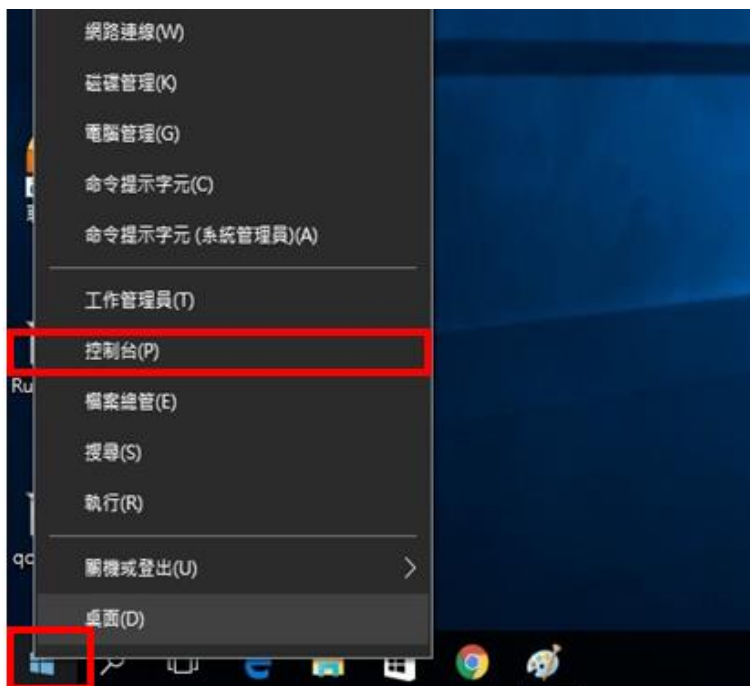 網路連線(W)
磁碟管理(K)
電腦管理(G)
命令提示字元(C)
命令提示字元 (系統管理員)(A)
工作管理員(T)
控制台(P)
檔案總管(E)
搜尋(S)
執行(R)
關機或登出(U)
桌面(D)
Ru
qc